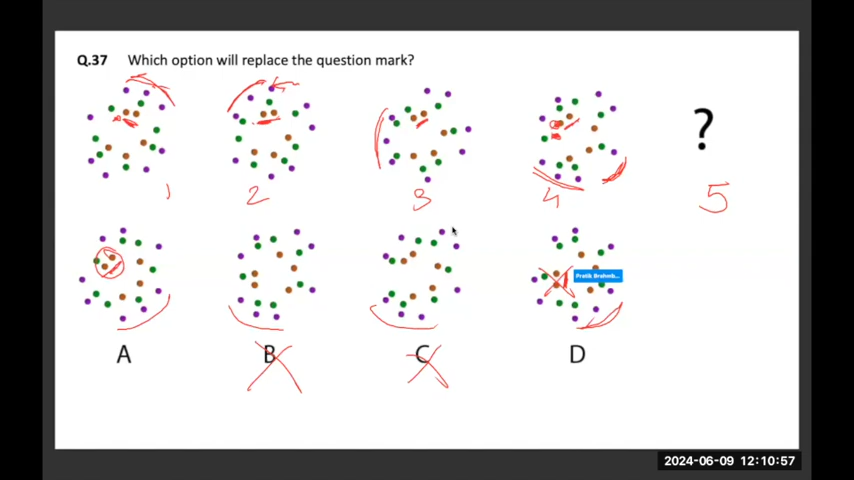 Q.37 Which option will replace the question mark?
?
1 2 3 4 5
Pratik Brahmb...
A B C D
2024-06-09 12:10:57